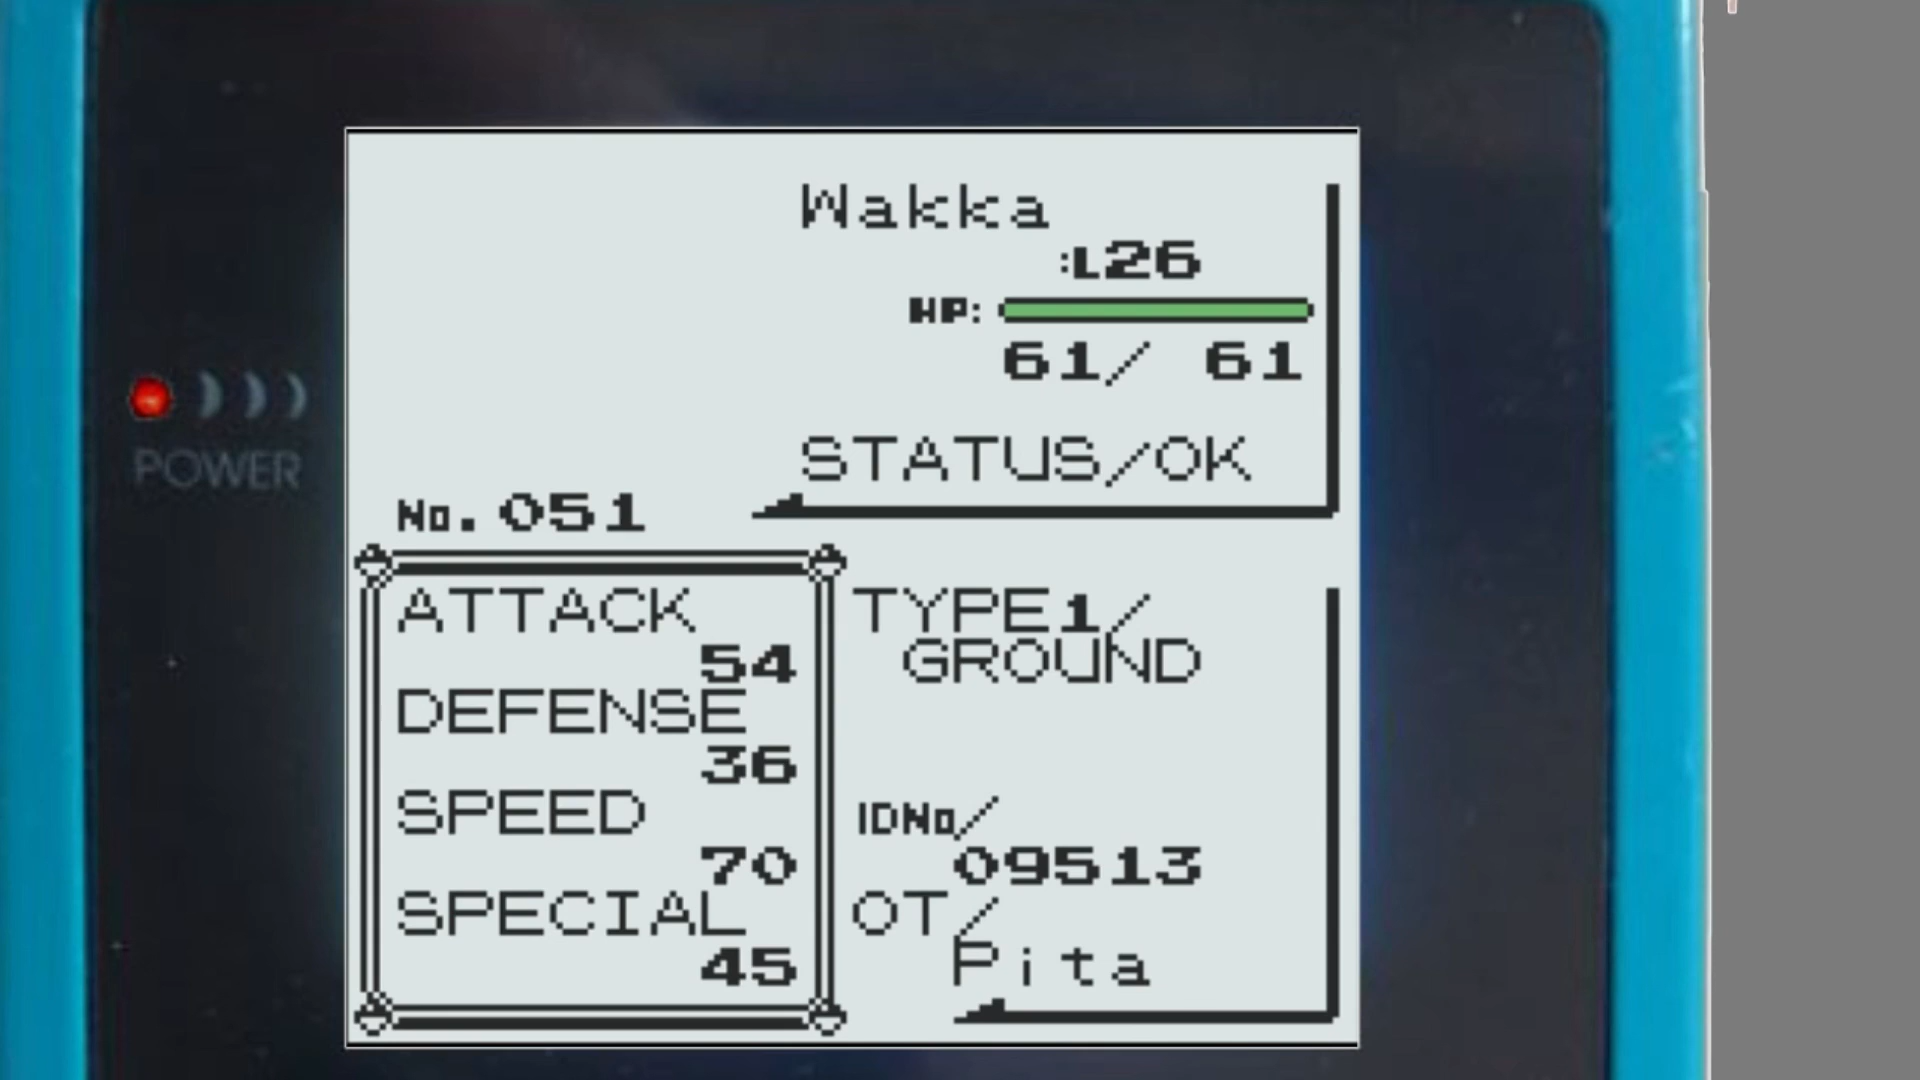 Wakka
:L26
HP:
61/ 61
STATUS/OK
No. 051
ATTACK
54
DEFENSE
36
SPEED
70
SPECIAL
45
TYPE1/
GROUND
IDNo/
09513
OT/
Pita
POWER